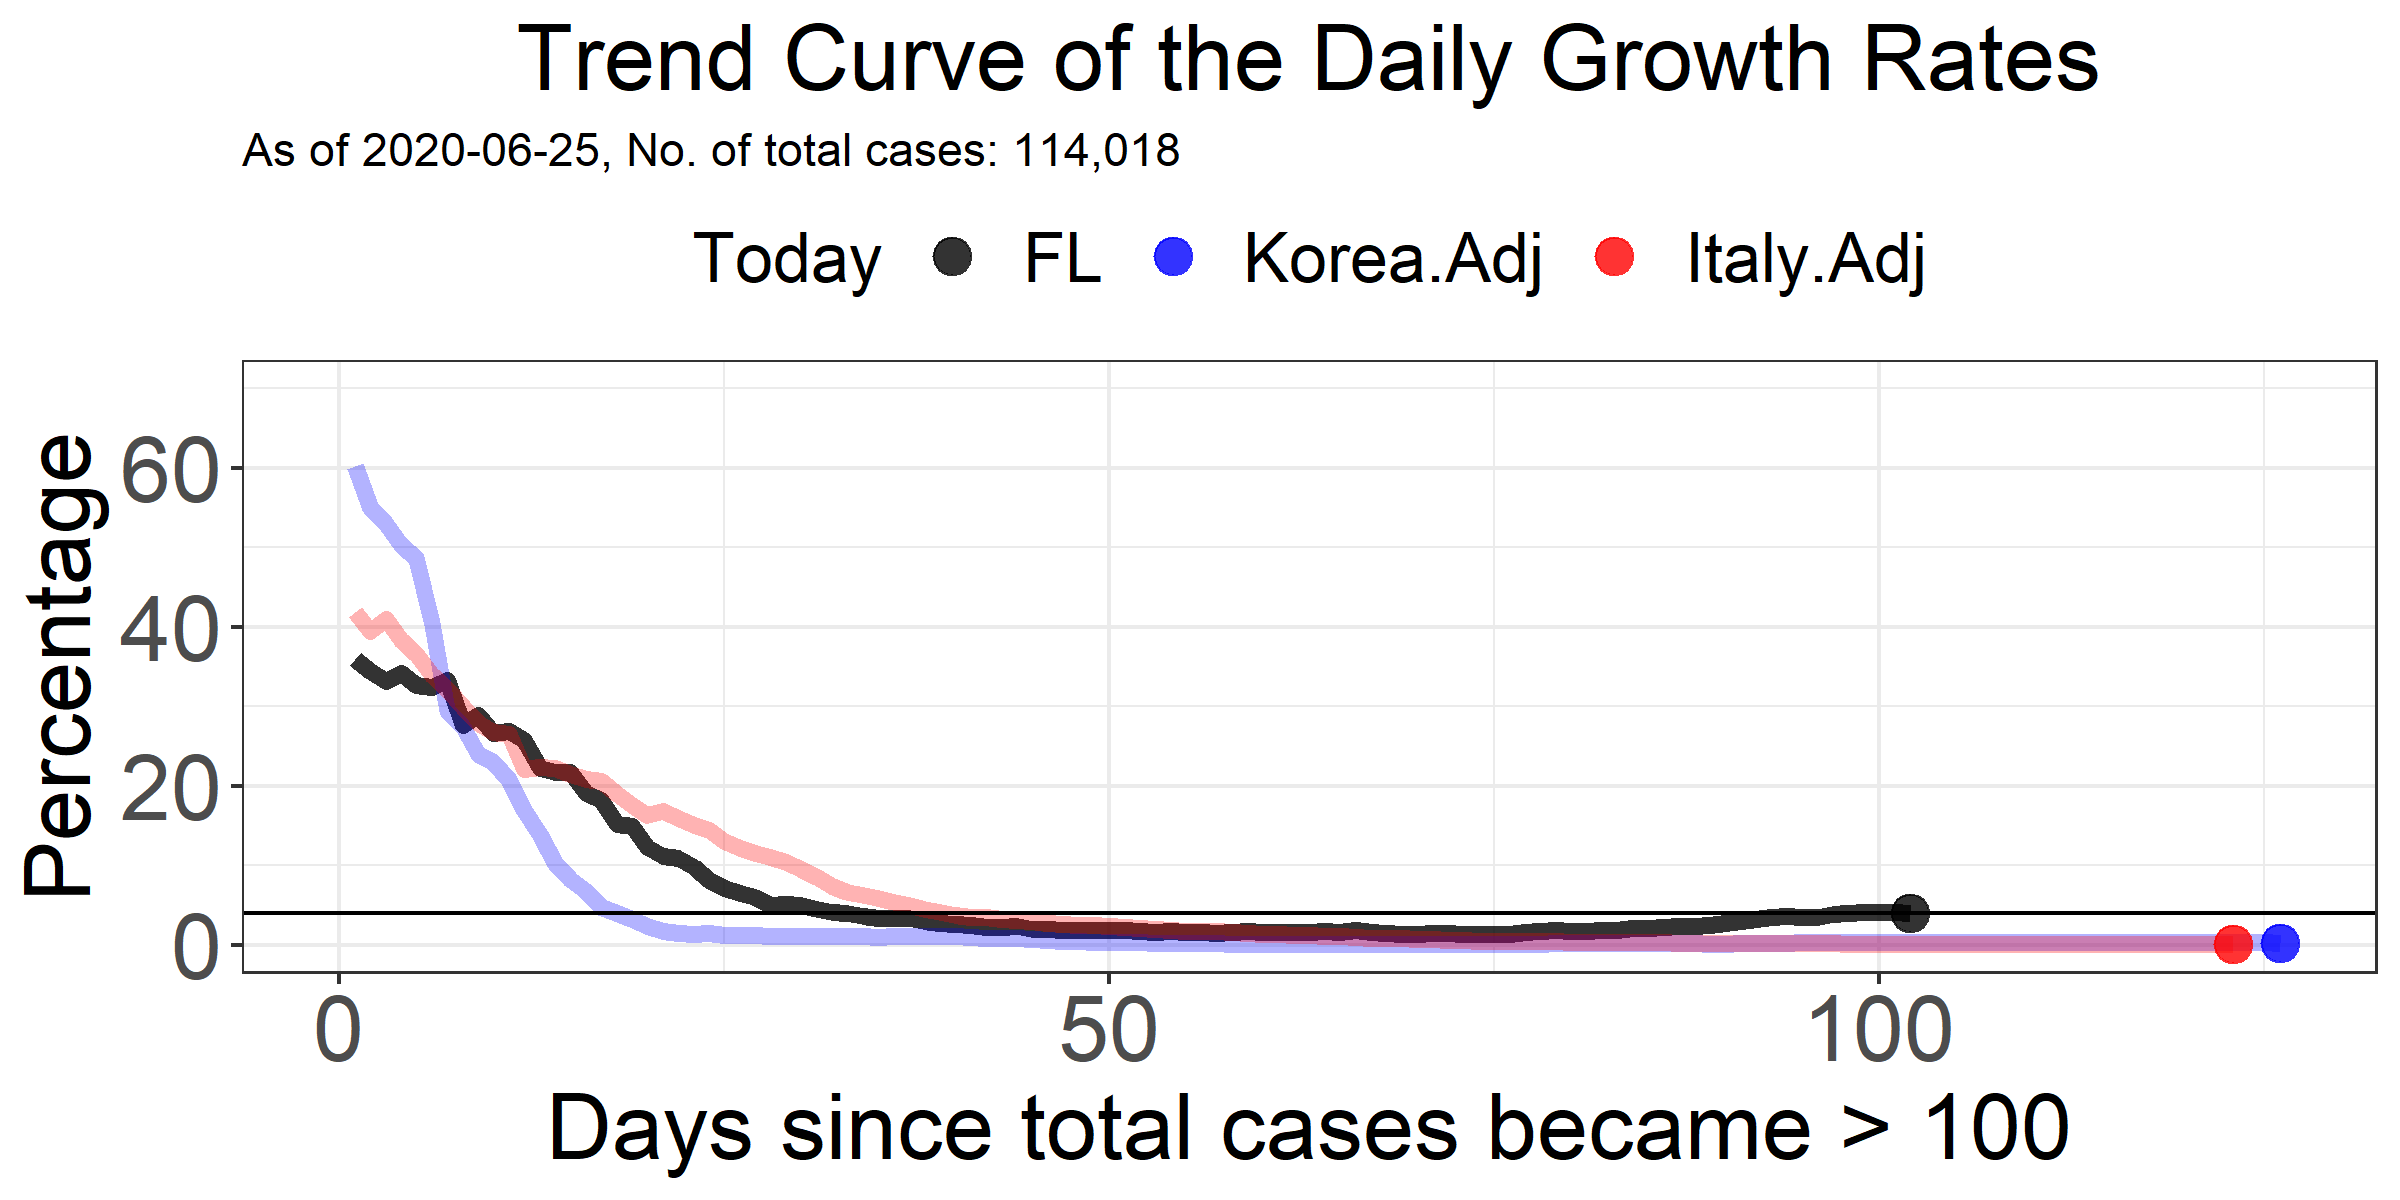 Trend Curve of the Daily Growth Rates
As of 2020-06-25, No. of total cases: 114,018
Today FL Korea.Adj Italy.Adj
Percentage
60
40
20
0
0 50 100
Days since total cases became > 100